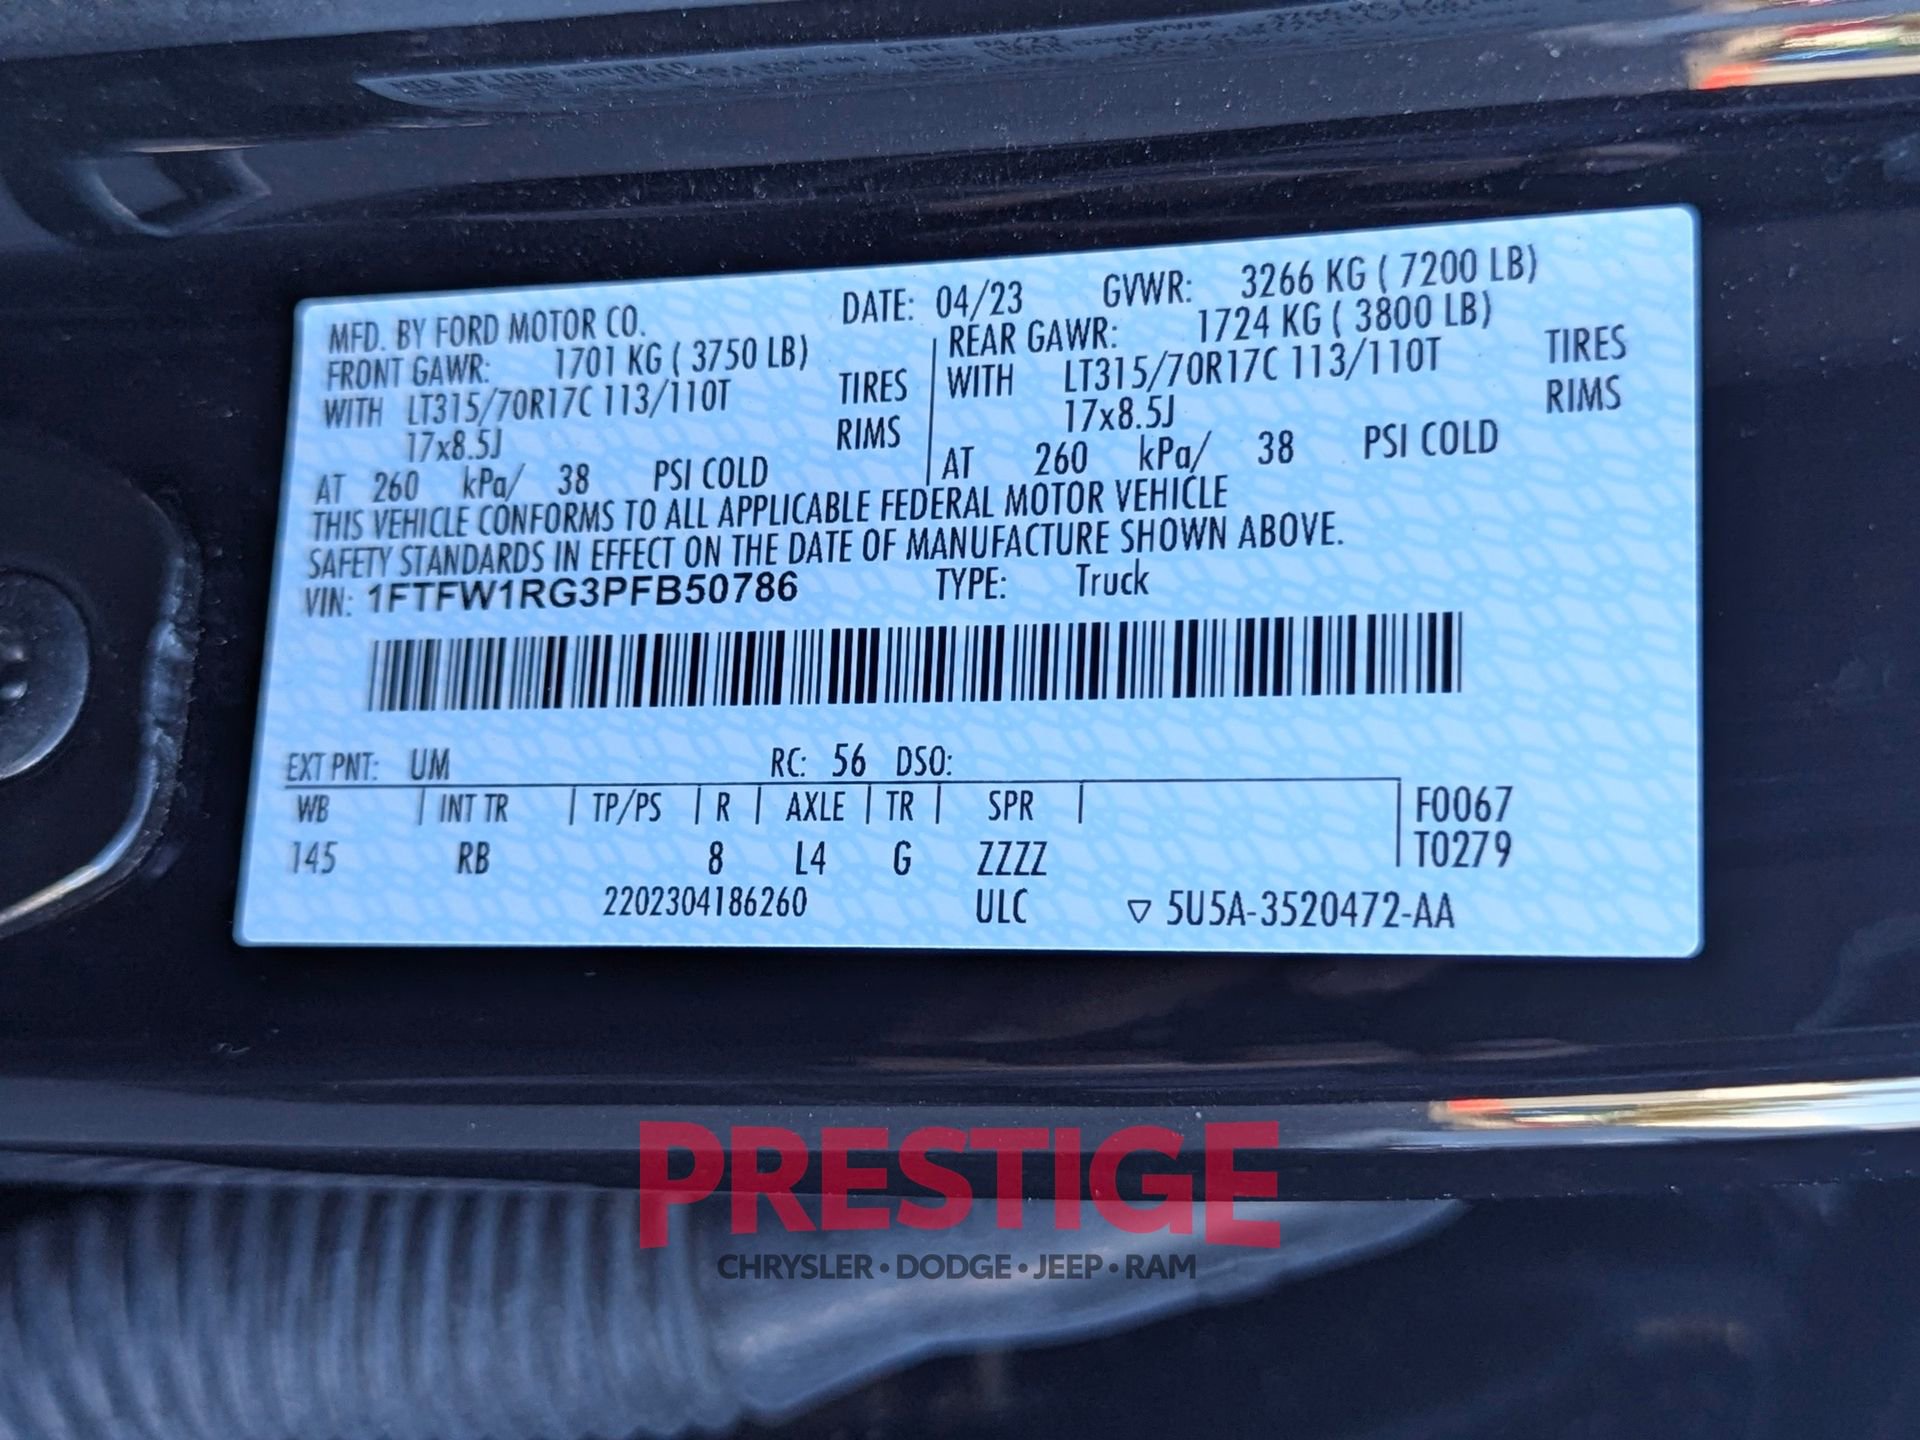 MFD. BY FORD MOTOR CO. DATE: 04/23 GVWR: 3266 KG ( 7200 LB)
FRONT GAWR: 1701 KG ( 3750 LB) REAR GAWR: 1724 KG ( 3800 LB)
WITH LT315/70R17C 113/110T TIRES WITH LT315/70R17C 113/110T TIRES
17x8.5J RIMS 17x8.5J RIMS
AT 260 kPa/ 38 PSI COLD AT 260 kPa/ 38 PSI COLD
THIS VEHICLE CONFORMS TO ALL APPLICABLE FEDERAL MOTOR VEHICLE
SAFETY STANDARDS IN EFFECT ON THE DATE OF MANUFACTURE SHOWN ABOVE.
VIN: 1FTFW1RG3PFB50786 TYPE: Truck
EXT PNT: UM RC: 56 DSO:
WB INT TR TP/PS R AXLE TR SPR F0067
145 RB 8 L4 G ZZZZ T0279
2202304186260 ULC ▽ 5U5A-3520472-AA
PRESTIGE
CHRYSLER • DODGE • JEEP • RAM